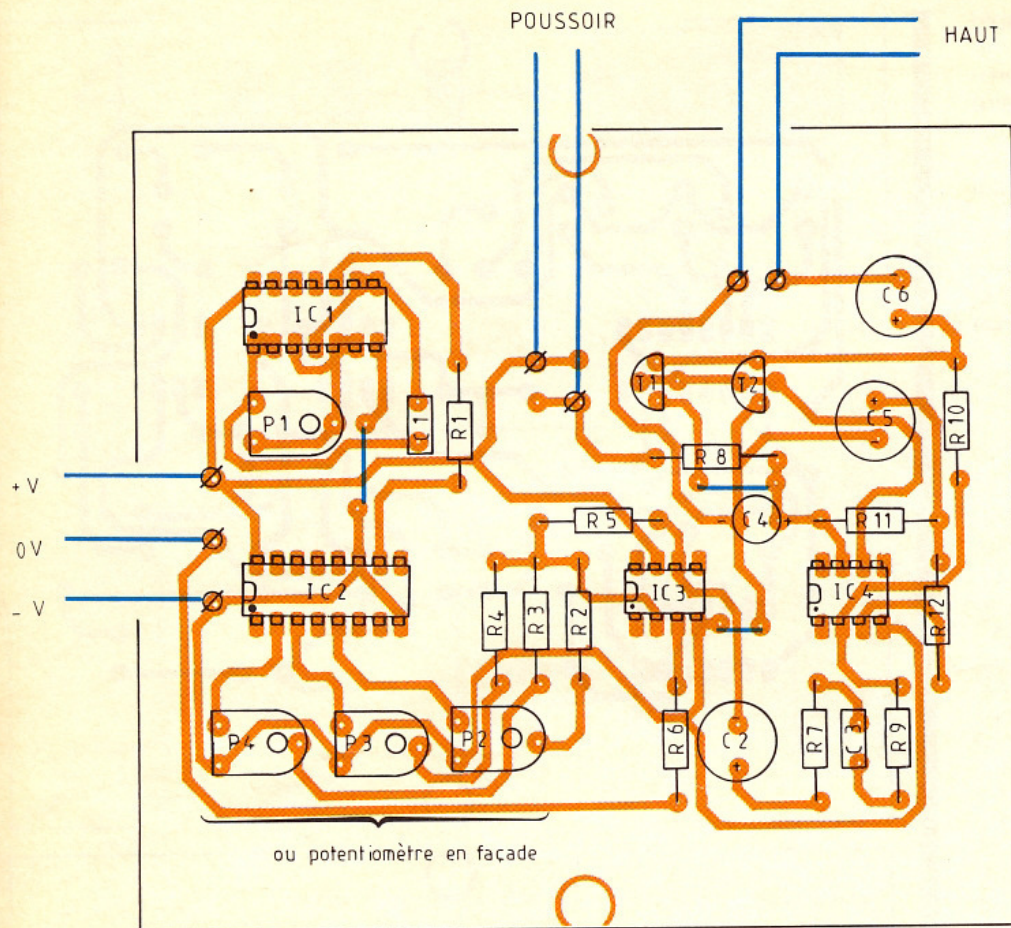 POUSSOIR
HAUT
IC1
C6
T1
T2
P1
C1
R1
C5
R10
R8
+V
R5
C4
R11
0V
IC2
IC3
IC4
- V
R4
R3
R2
R12
P4
P3
P2
R6
C2
R7
C3
R9
ou potentiomètre en façade